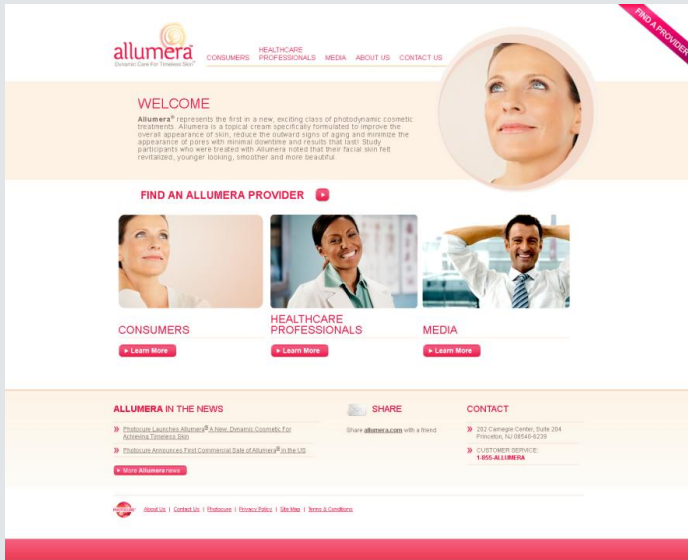 FIND A PROVIDER
allumera
Dynamic Care For Timeless Skin
CONSUMERS
HEALTHCARE
PROFESSIONALS
MEDIA
ABOUT US
CONTACT US
WELCOME
Allumera® represents the first in a new, exciting class of photodynamic cosmetic
treatments. Allumera is a topical cream specifically formulated to improve the
overall appearance of skin, reduce the outward signs of aging and minimize the
appearance of pores with minimal downtime and results that last! Study
participants who were treated with Allumera noted that their facial skin felt
revitalized, younger looking, smoother and more beautiful.
FIND AN ALLUMERA PROVIDER
CONSUMERS
Learn More
HEALTHCARE
PROFESSIONALS
Learn More
MEDIA
Learn More
ALLUMERA IN THE NEWS
Photocure Launches Allumera® A New, Dynamic Cosmetic For
Achieving Timeless Skin
Photocure Announces First Commercial Sale of Allumera® in the US
More Allumera news
SHARE
Share allumera.com with a friend
CONTACT
202 Carnegie Center, Suite 204
Princeton, NJ 08540-6239
CUSTOMER SERVICE:
1-855-ALLUMERA
About Us | Contact Us | Photocure | Privacy Policy | Site Map | Terms & Conditions